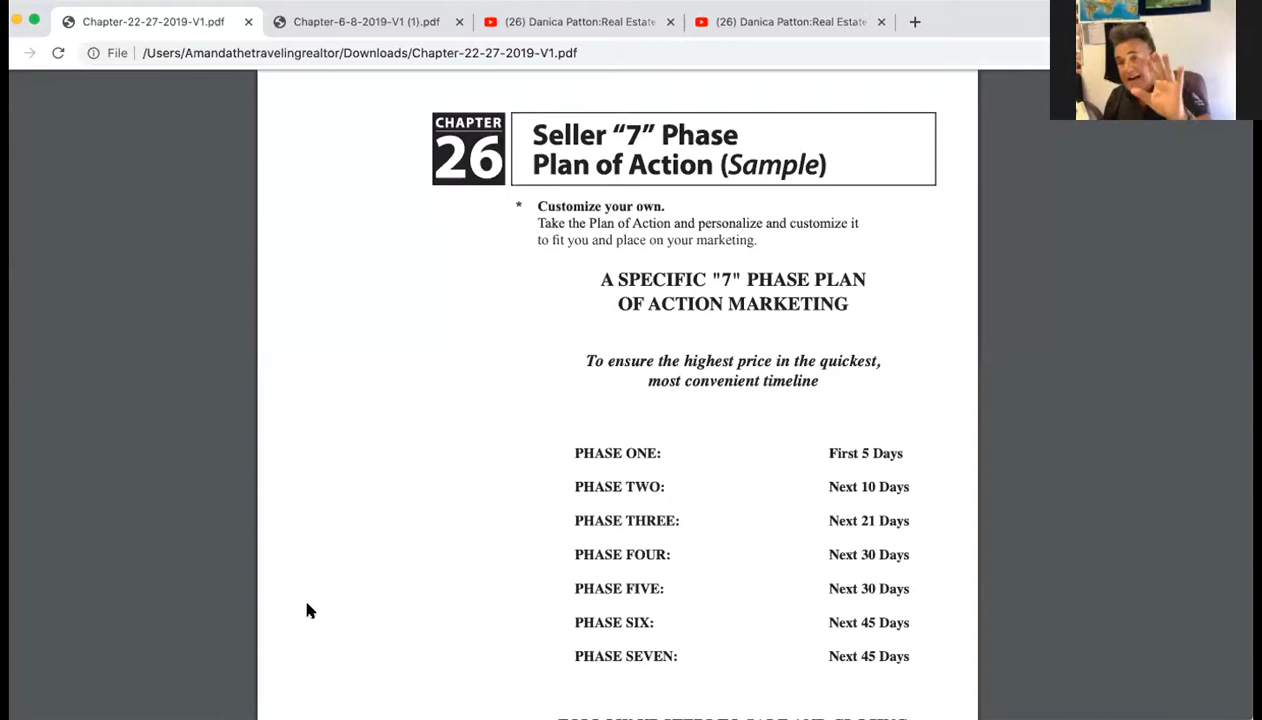 Chapter-22-27-2019-V1.pdf
Chapter-6-8-2019-V1 (1).pdf
(26) Danica Patton:Real Estate
(26) Danica Patton:Real Estate
File
/Users/Amandathetravelingrealtor/Downloads/Chapter-22-27-2019-V1.pdf
CHAPTER
26
Seller “7” Phase
Plan of Action (Sample)
* Customize your own.
Take the Plan of Action and personalize and customize it
to fit you and place on your marketing.
A SPECIFIC "7" PHASE PLAN
OF ACTION MARKETING
To ensure the highest price in the quickest,
most convenient timeline
PHASE ONE: First 5 Days
PHASE TWO: Next 10 Days
PHASE THREE: Next 21 Days
PHASE FOUR: Next 30 Days
PHASE FIVE: Next 30 Days
PHASE SIX: Next 45 Days
PHASE SEVEN: Next 45 Days